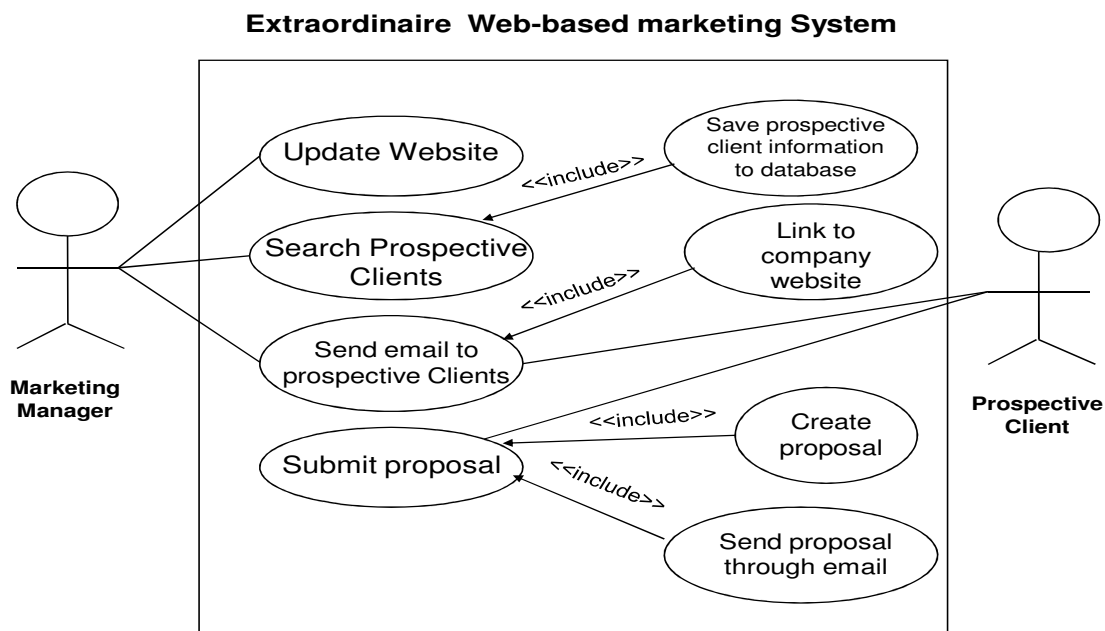 Extraordinaire Web-based marketing System
Update Website
Save prospective
client information
to database
<<include>>
Search Prospective
Clients
Link to
company
website
<<include>>
Send email to
prospective Clients
Marketing
Manager
Prospective
Client
<<include>>
Create
proposal
Submit proposal
<<include>>
Send proposal
through email